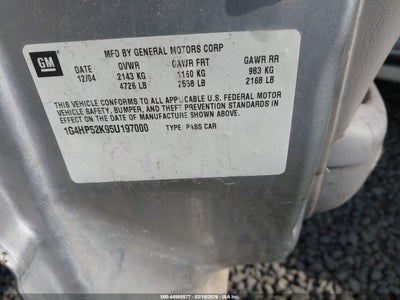 GM
MFD BY GENERAL MOTORS CORP
DATE GVWR GAWR FRT GAWR RR
12/04 2143 KG 1160 KG 983 KG
4726 LB 2558 LB 2168 LB
THIS VEHICLE CONFORMS TO ALL APPLICABLE U.S. FEDERAL MOTOR
VEHICLE SAFETY, BUMPER, AND THEFT PREVENTION STANDARDS
IN EFFECT ON THE DATE OF MANUFACTURE SHOWN ABOVE.
1G4HP52K95U197000 TYPE: PASS CAR